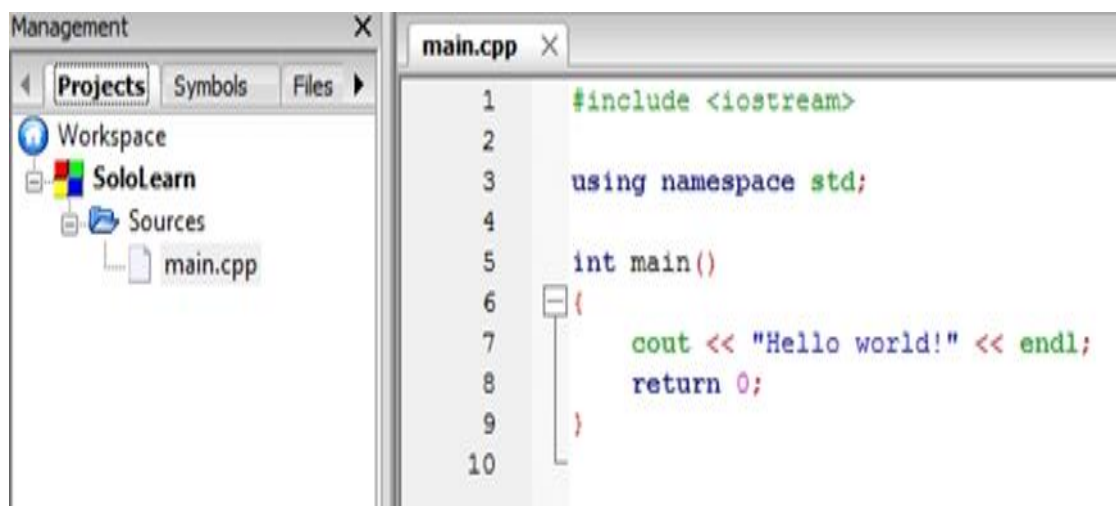 Management X
Projects Symbols Files
Workspace
SoloLearn
Sources
main.cpp
main.cpp X
1 #include <iostream>
2
3 using namespace std;
4
5 int main()
6 {
7 cout << "Hello world!" << endl;
8 return 0;
9 }
10